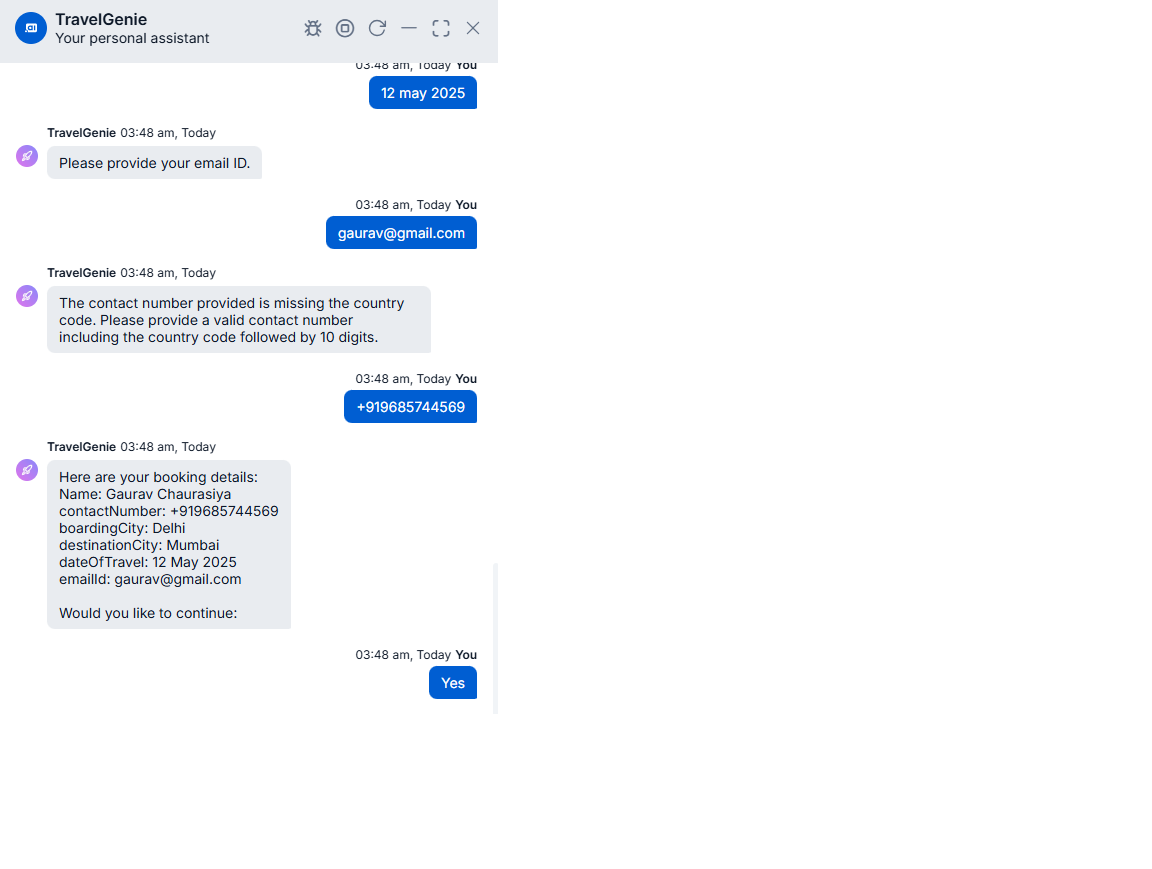 TravelGenie
Your personal assistant
03:48 am, Today You
12 may 2025
TravelGenie 03:48 am, Today
Please provide your email ID.
03:48 am, Today You
gaurav@gmail.com
TravelGenie 03:48 am, Today
The contact number provided is missing the country
code. Please provide a valid contact number
including the country code followed by 10 digits.
03:48 am, Today You
+919685744569
TravelGenie 03:48 am, Today
Here are your booking details:
Name: Gaurav Chaurasiya
contactNumber: +919685744569
boardingCity: Delhi
destinationCity: Mumbai
dateOfTravel: 12 May 2025
emailId: gaurav@gmail.com
Would you like to continue:
03:48 am, Today You
Yes